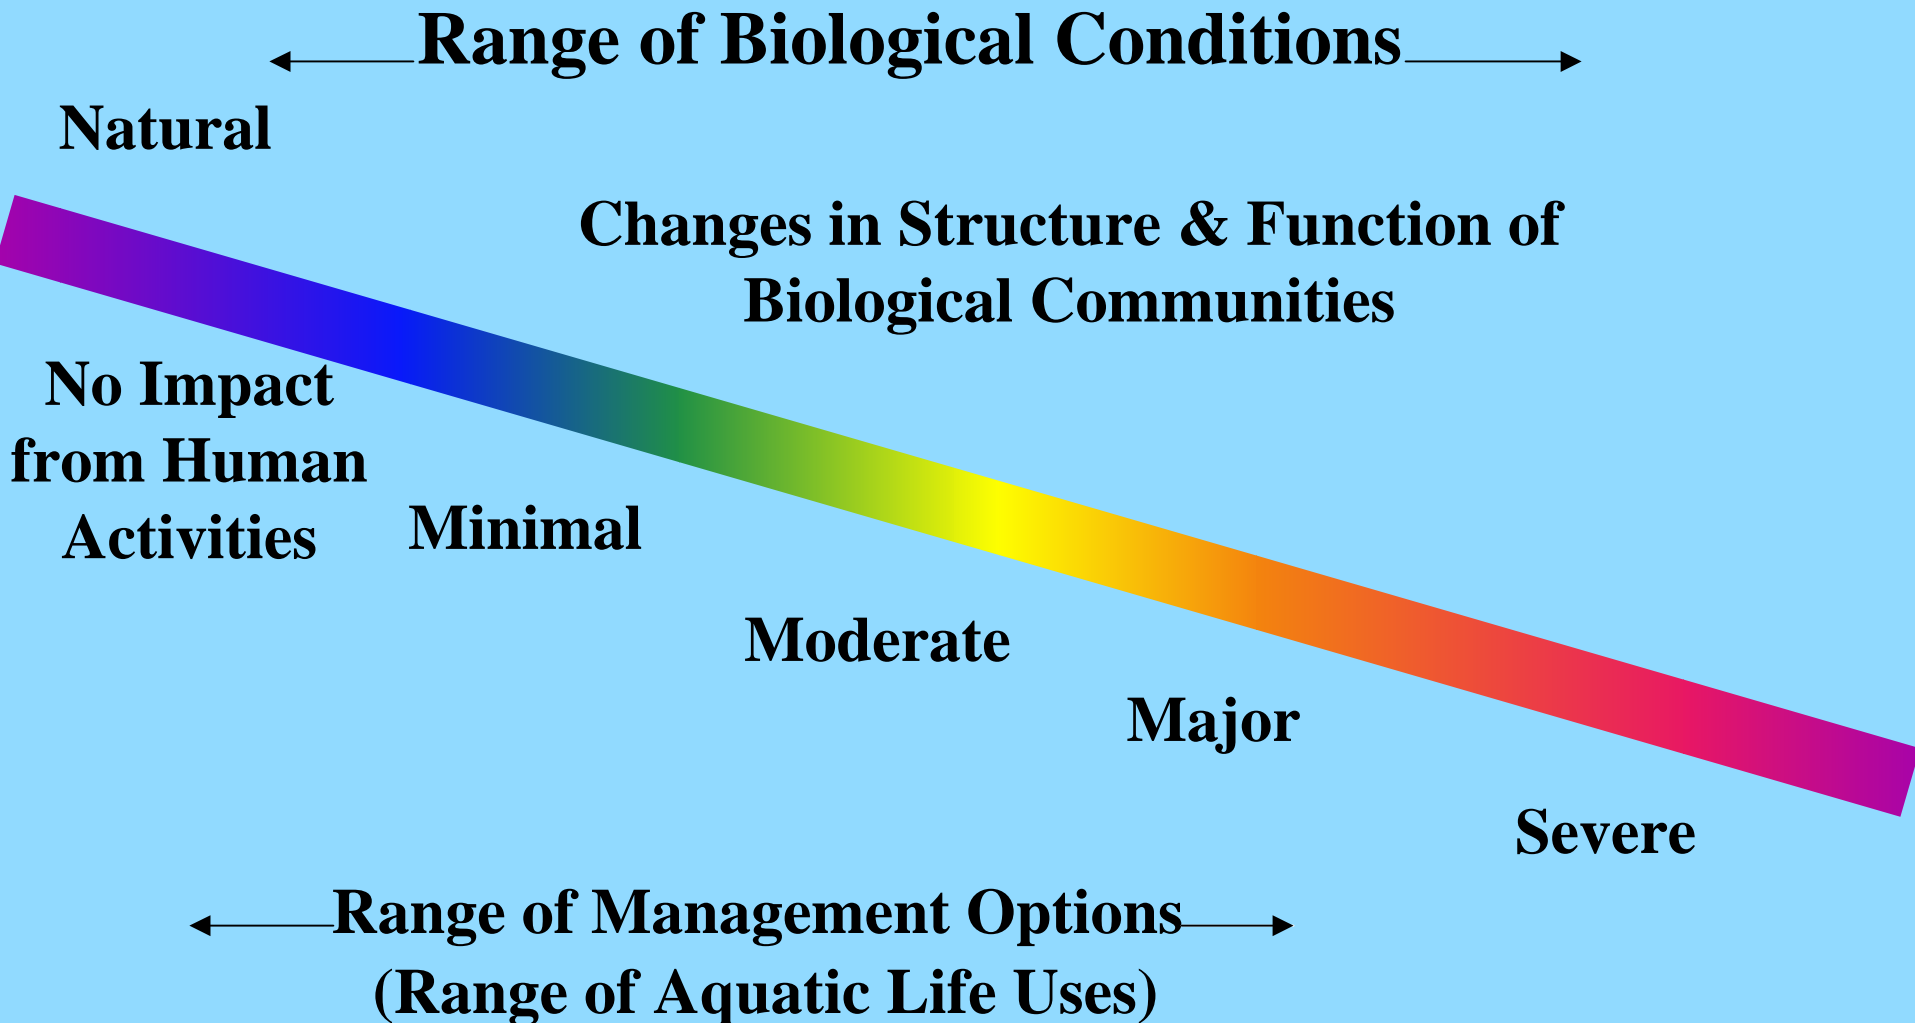 Range of Biological Conditions
Natural
Changes in Structure & Function of
Biological Communities
No Impact
from Human
Activities
Minimal
Moderate
Major
Severe
Range of Management Options
(Range of Aquatic Life Uses)